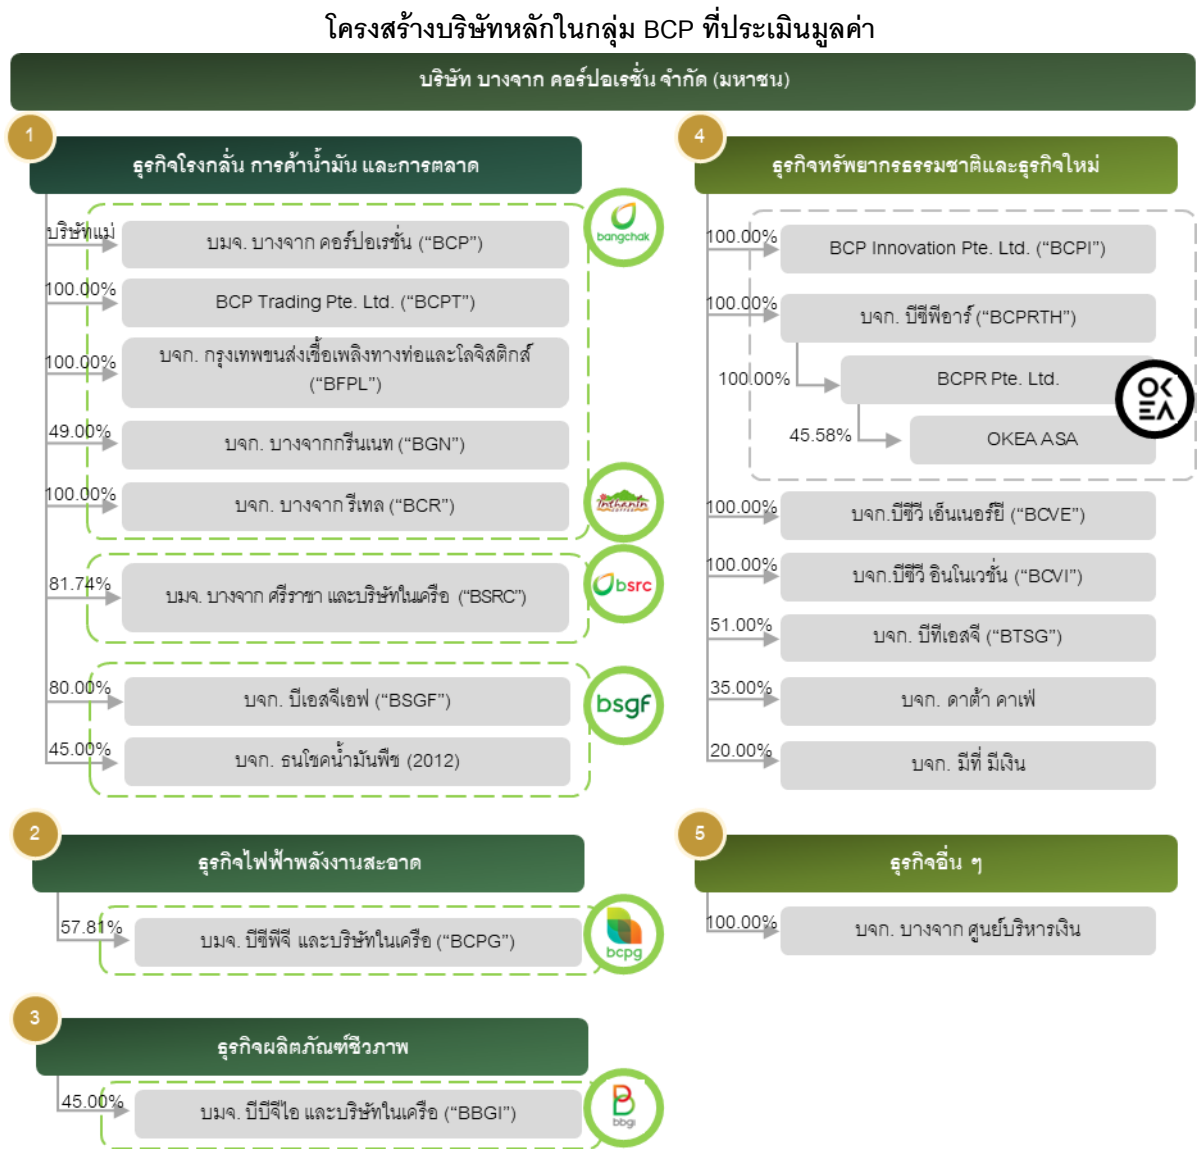 โครงสร้างบริษัทหลักในกลุ่ม BCP ที่ประเมินมูลค่า
บริษัท บางจาก คอร์ปอเรชั่น จำกัด (มหาชน)
1
ธุรกิจโรงกลั่น การค้าน้ำมัน และการตลาด
บริษัทแม่
บมจ. บางจาก คอร์ปอเรชั่น (“BCP”)
bangchak
100.00%
BCP Trading Pte. Ltd. (“BCPT”)
100.00%
บจก. กรุงเทพขนส่งเชื้อเพลิงทางท่อและโลจิสติกส์
(“BFPL”)
49.00%
บจก. บางจากกรีนเนท (“BGN”)
100.00%
บจก. บางจาก รีเทล (“BCR”)
Inthanin
COFFEE
81.74%
บมจ. บางจาก ศรีราชา และบริษัทในเครือ (“BSRC”)
bsrc
80.00%
บจก. บีเอสจีเอฟ (“BSGF”)
bsgf
45.00%
บจก. ธนโชคน้ำมันพืช (2012)
2
ธุรกิจไฟฟ้าพลังงานสะอาด
57.81%
บมจ. บีซีพีจี และบริษัทในเครือ (“BCPG”)
bcpg
3
ธุรกิจผลิตภัณฑ์ชีวภาพ
45.00%
บมจ. บีบีจีไอ และบริษัทในเครือ (“BBGI”)
bbgi
4
ธุรกิจทรัพยากรธรรมชาติและธุรกิจใหม่
100.00%
BCP Innovation Pte. Ltd. (“BCPI”)
100.00%
บจก. บีซีพีอาร์ (“BCPRTH”)
100.00%
BCPR Pte. Ltd.
OKEA
45.58%
OKEA ASA
100.00%
บจก.บีซีวี เอ็นเนอร์ยี (“BCVE”)
100.00%
บจก.บีซีวี อินโนเวชั่น (“BCVI”)
51.00%
บจก. บีทีเอสจี (“BTSG”)
35.00%
บจก. ดาต้า คาเฟ่
20.00%
บจก. มีที่ มีเงิน
5
ธุรกิจอื่น ๆ
100.00%
บจก. บางจาก ศูนย์บริหารเงิน